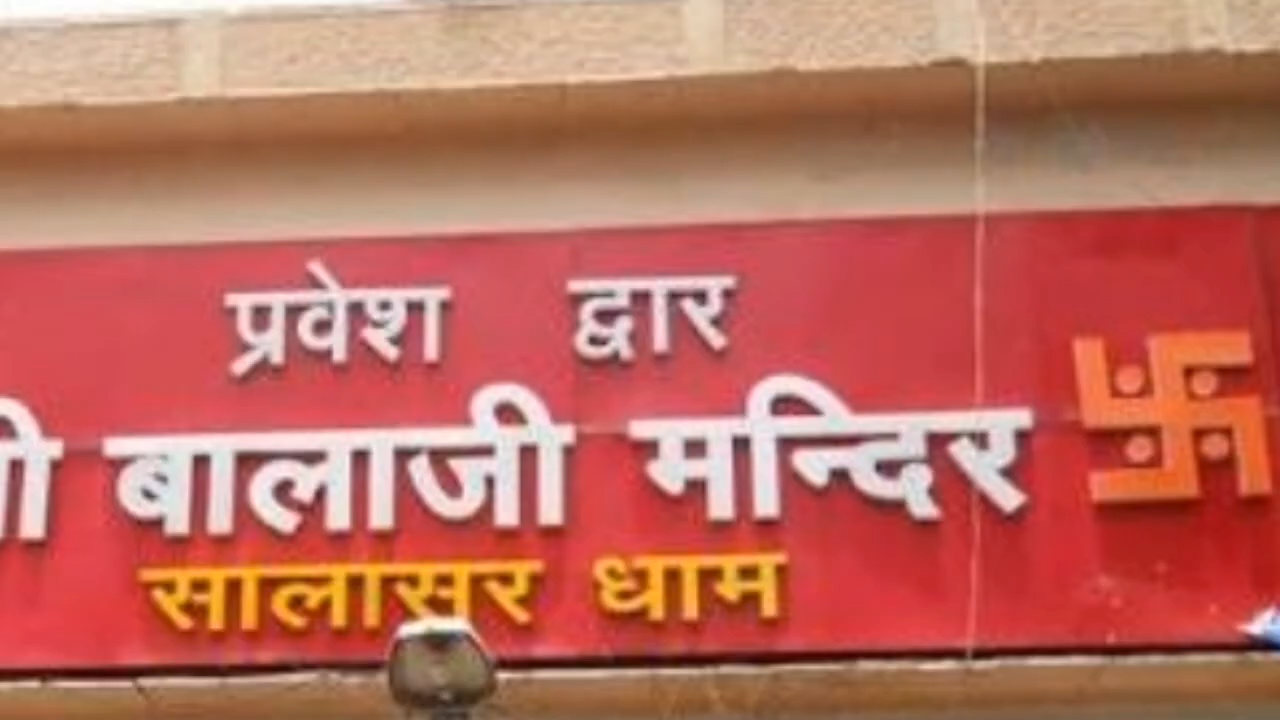 प्रवेश द्वार
बालाजी मन्दिर
सालासर धाम